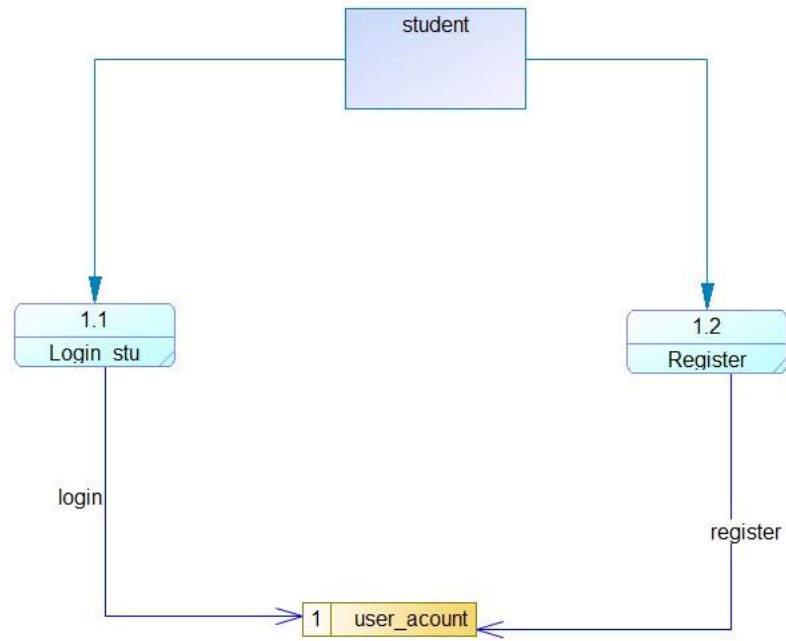 student
1.1
Login_stu
1.2
Register
login
register
1 user_acount